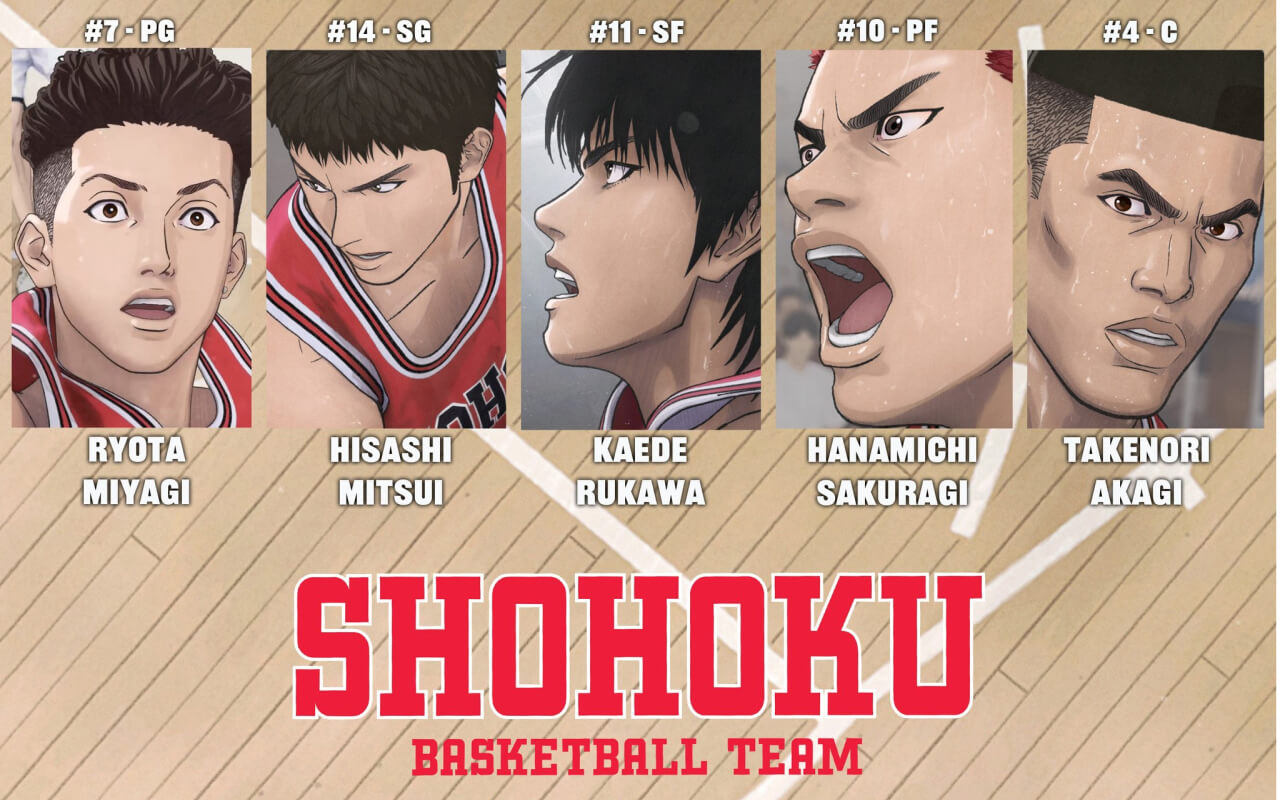 #7 - PG
#14 - SG
#11 - SF
#10 - PF
#4 - C
RYOTA
MIYAGI
HISASHI
MITSUI
KAEDE
RUKAWA
HANAMICHI
SAKURAGI
TAKENORI
AKAGI
SHOHOKU
BASKETBALL TEAM